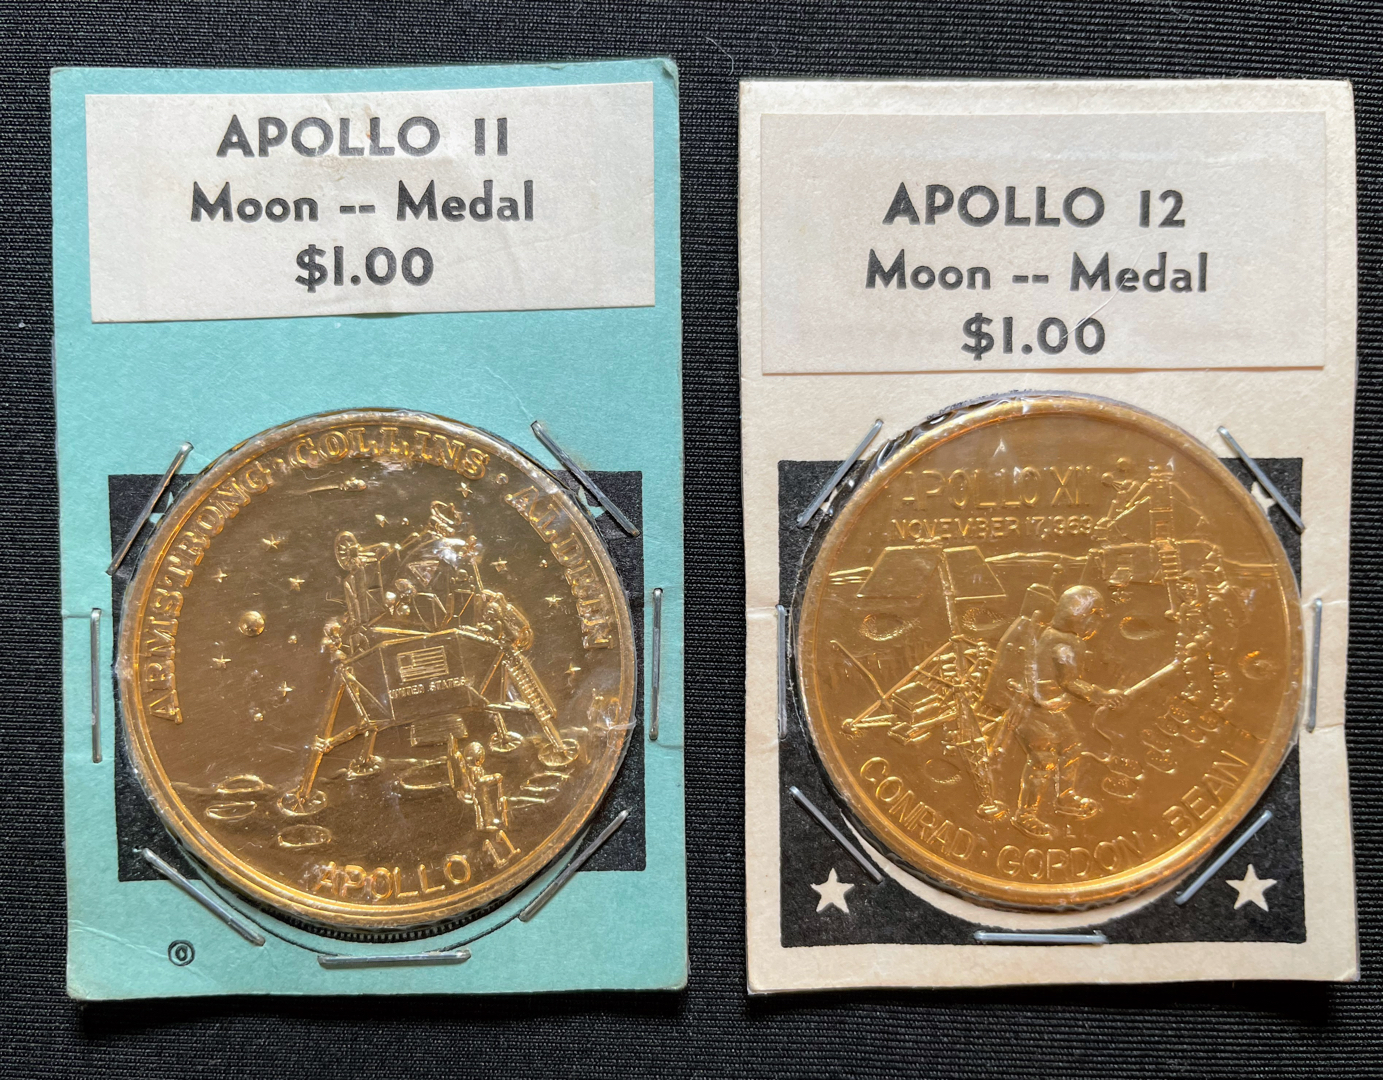 APOLLO 11
Moon -- Medal
$1.00
ARMSTRONG · COLLINS · ALDREN
UNITED STATES
APOLLO 11
APOLLO 12
Moon -- Medal
$1.00
APOLLO XII
NOVEMBER 17, 1969
CONRAD · GORDON · BEAN